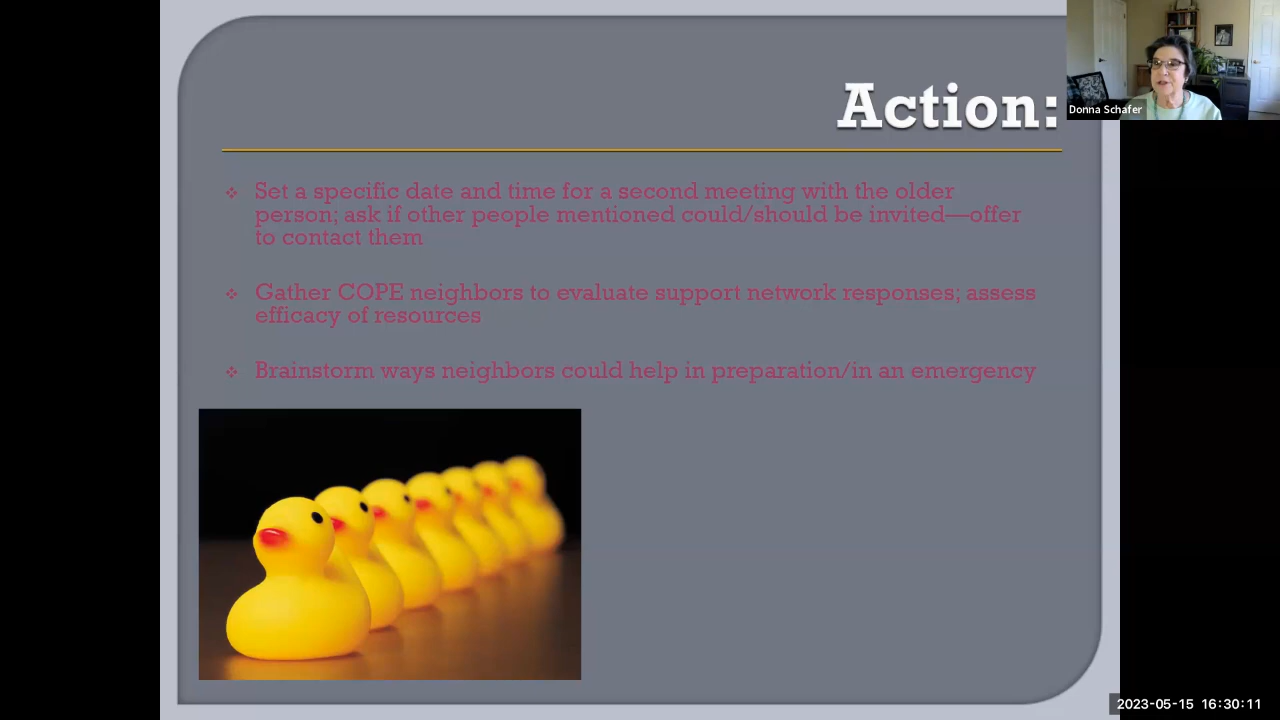 Action:
Donna Schafer
❖ Set a specific date and time for a second meeting with the older
person; ask if other people mentioned could/should be invited—offer
to contact them
❖ Gather COPE neighbors to evaluate support network responses; assess
efficacy of resources
❖ Brainstorm ways neighbors could help in preparation/in an emergency
2023-05-15 16:30:11